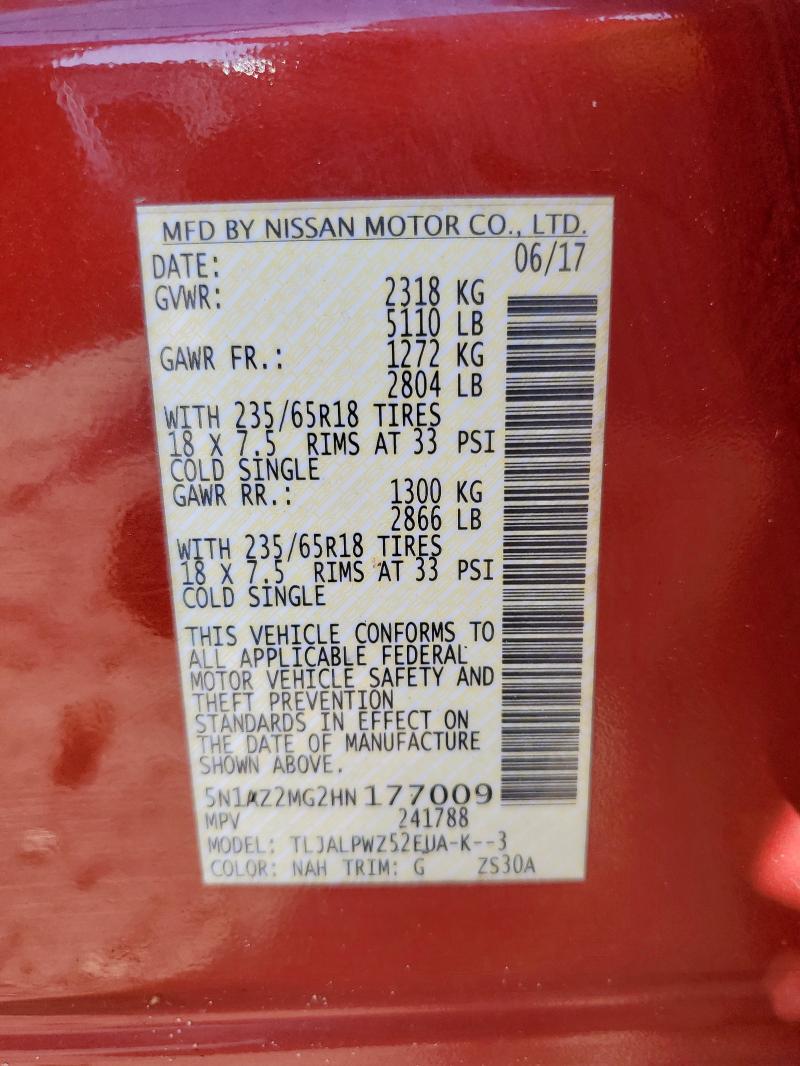 MFD BY NISSAN MOTOR CO., LTD.
DATE: 06/17
GVWR: 2318 KG
5110 LB
GAWR FR.: 1272 KG
2804 LB
WITH 235/65R18 TIRES
18 X 7.5 RIMS AT 33 PSI
COLD SINGLE
GAWR RR.: 1300 KG
2866 LB
WITH 235/65R18 TIRES
18 X 7.5 RIMS AT 33 PSI
COLD SINGLE
THIS VEHICLE CONFORMS TO
ALL APPLICABLE FEDERAL
MOTOR VEHICLE SAFETY AND
THEFT PREVENTION
STANDARDS IN EFFECT ON
THE DATE OF MANUFACTURE
SHOWN ABOVE.
5N1AZ2MG2HN177009
MPV 241788
MODEL: TLJALPWZ52EUA-K--3
COLOR: NAH TRIM: G ZS30A